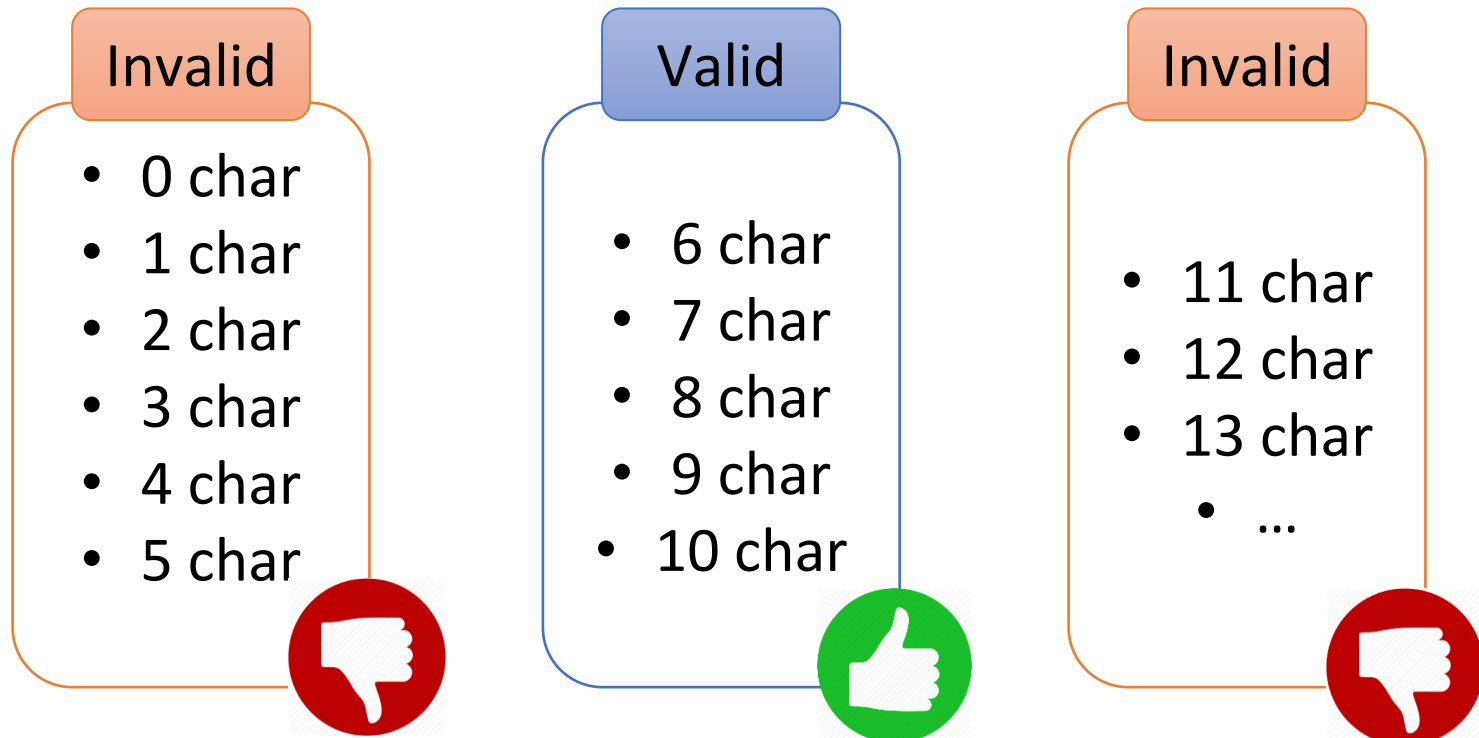 Invalid
• 0 char
• 1 char
• 2 char
• 3 char
• 4 char
• 5 char
Valid
• 6 char
• 7 char
• 8 char
• 9 char
• 10 char
Invalid
• 11 char
• 12 char
• 13 char
• ...